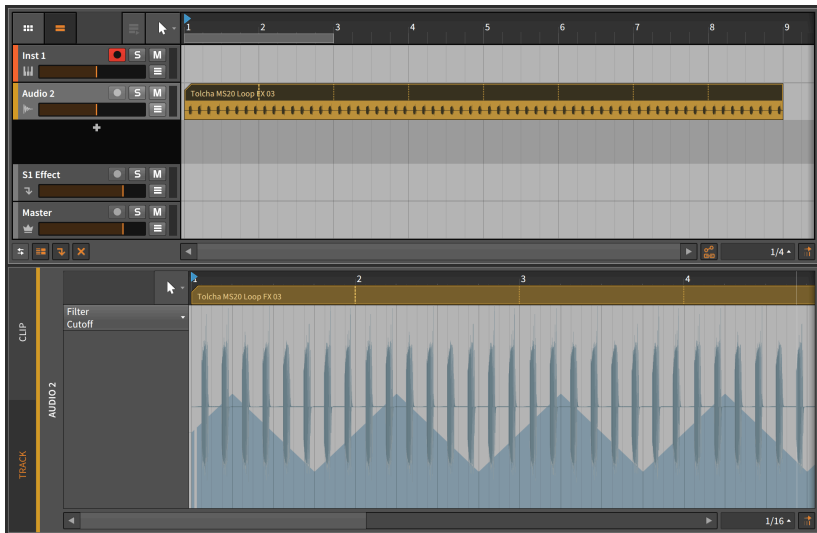 1 2 3 4 5 6 7 8 9
Inst 1 S M
Audio 2 S M
Tolcha MS20 Loop FX 03
S1 Effect S M
Master S M
1/4
1 2 3 4
Tolcha MS20 Loop FX 03
CLIP
TRACK
AUDIO 2
Filter
Cutoff
1/16